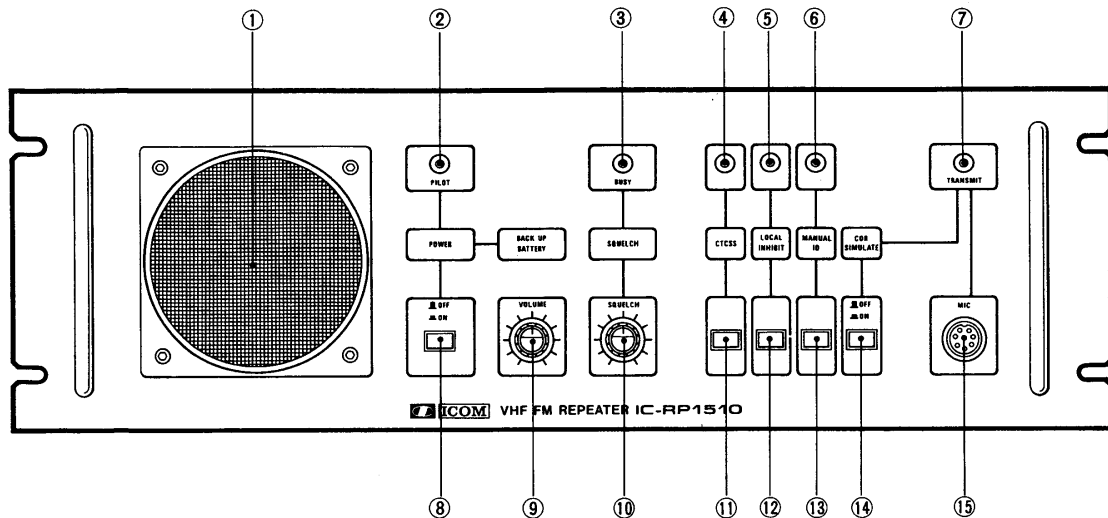 ① ② ③ ④ ⑤ ⑥ ⑦
PILOT BUSY TRANSMIT
POWER BACK UP BATTERY SQUELCH CTCSS LOCAL INHIBIT MANUAL ID COR SIMULATE
OFF ON VOLUME SQUELCH OFF ON MIC
ICOM VHF FM REPEATER IC-RP1510
⑧ ⑨ ⑩ ⑪ ⑫ ⑬ ⑭ ⑮